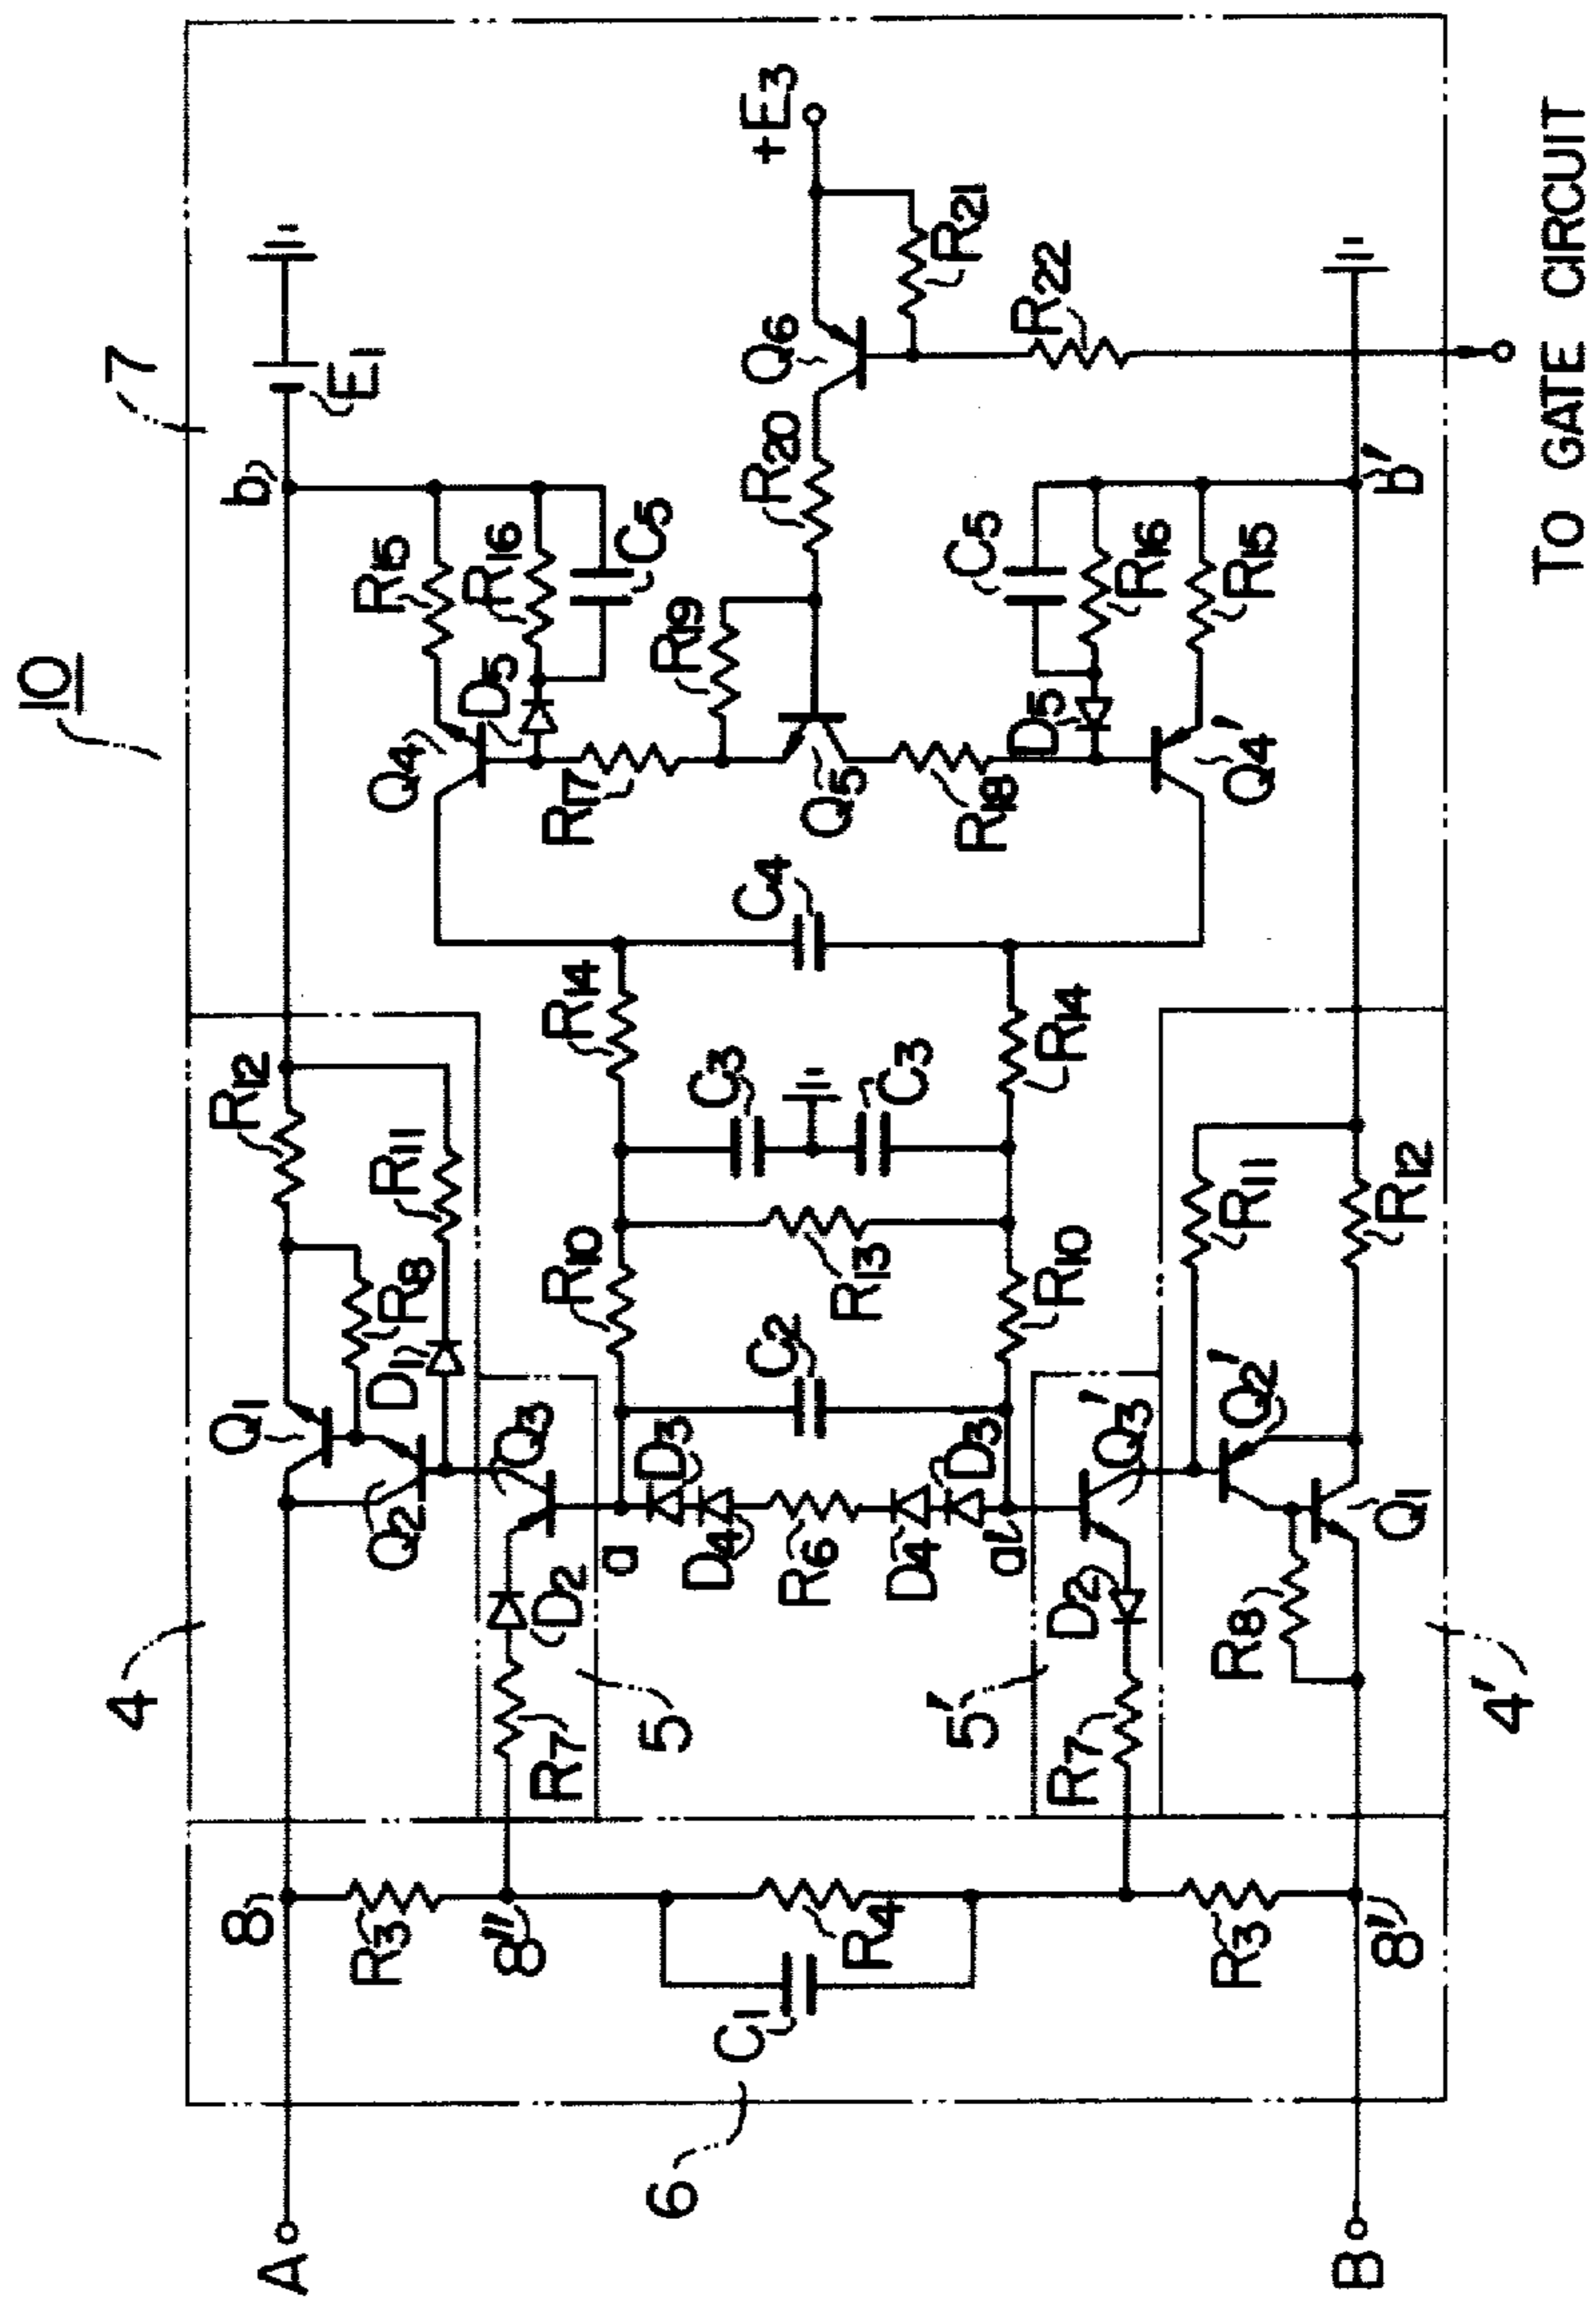 10
7
4
A
8
R3
8"
C1
6
R4
R3
8'
B
R7
D2
5
5'
R7
D2
R8
4'
Q1
Q2
Q3
D1
R8
R11
R12
a
D3
D4
R6
D4
D3
a'
C2
R10
R10
R13
C3
C3
R14
R14
Q3'
Q2'
Q1
R11
R12
C4
Q4
R15
D5
R16
C5
b
E1
R17
R19
Q5
R18
R20
Q6
+E3
R21
R22
D5
C5
R16
R15
Q4'
b'
TO GATE CIRCUIT